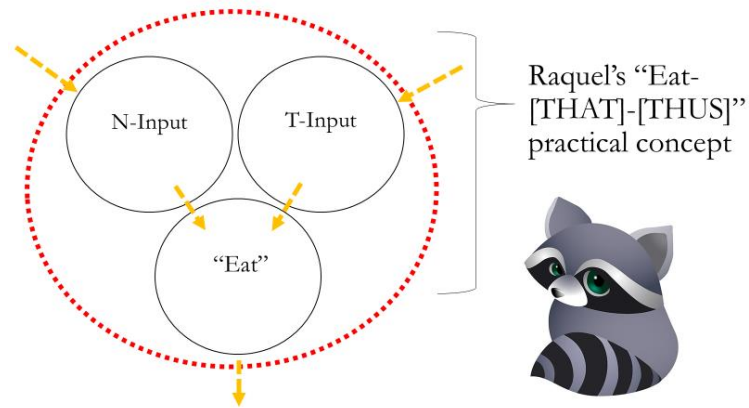 N-Input
T-Input
“Eat”
Raquel’s “Eat-
[THAT]-[THUS]”
practical concept